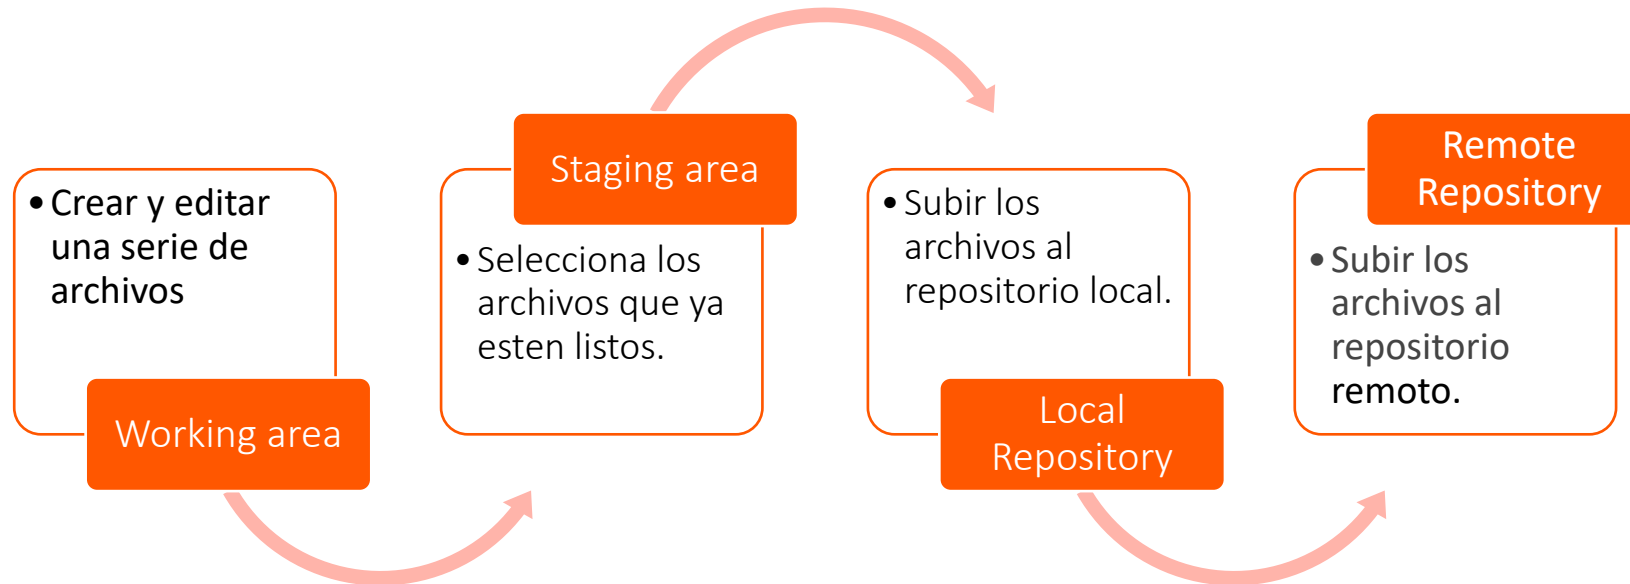 • Crear y editar
una serie de
archivos
Working area
Staging area
• Selecciona los
archivos que ya
esten listos.
• Subir los
archivos al
repositorio local.
Local
Repository
Remote
Repository
• Subir los
archivos al
repositorio
remoto.